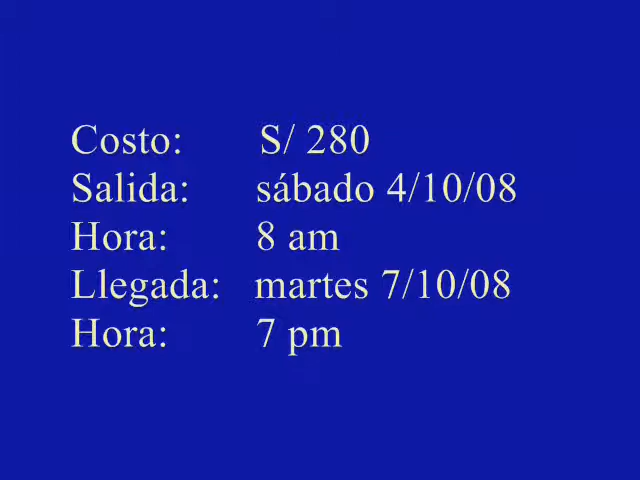 Costo: S/ 280
Salida: sábado 4/10/08
Hora: 8 am
Llegada: martes 7/10/08
Hora: 7 pm